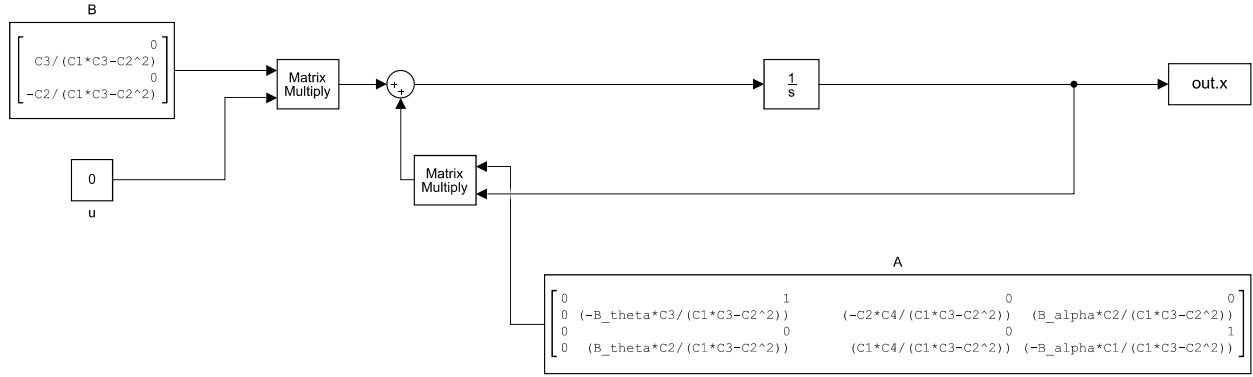 B
0
C3/(C1*C3-C2^2)
0
-C2/(C1*C3-C2^2)
Matrix
Multiply
+
+
1
s
out.x
0
u
Matrix
Multiply
A
0 1 0 0
0 (-B_theta*C3/(C1*C3-C2^2)) (-C2*C4/(C1*C3-C2^2)) (B_alpha*C2/(C1*C3-C2^2))
0 0 0 1
0 (B_theta*C2/(C1*C3-C2^2)) (C1*C4/(C1*C3-C2^2)) (-B_alpha*C1/(C1*C3-C2^2))